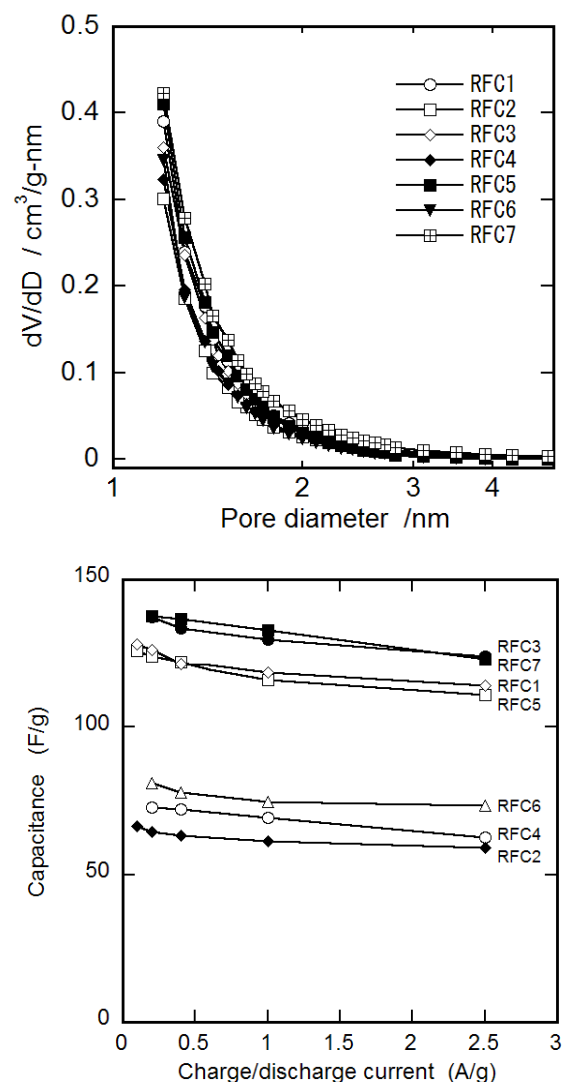 0.5
0.4
0.3
0.2
0.1
0
dV/dD / cm³/g-nm
RFC1
RFC2
RFC3
RFC4
RFC5
RFC6
RFC7
1 2 3 4
Pore diameter /nm
150
100
50
0
Capacitance (F/g)
RFC3
RFC7
RFC1
RFC5
RFC6
RFC4
RFC2
0 0.5 1 1.5 2 2.5 3
Charge/discharge current (A/g)